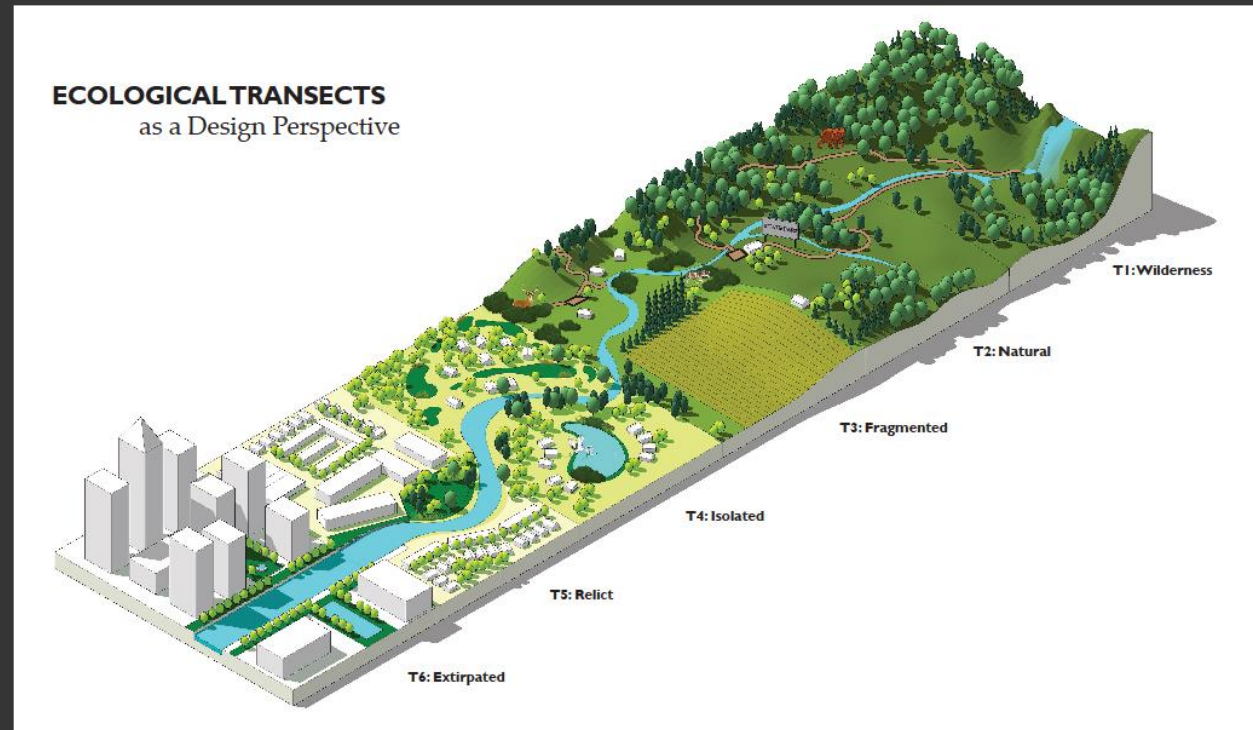 ECOLOGICAL TRANSECTS
as a Design Perspective
T1: Wilderness
T2: Natural
T3: Fragmented
T4: Isolated
T5: Relict
T6: Extirpated